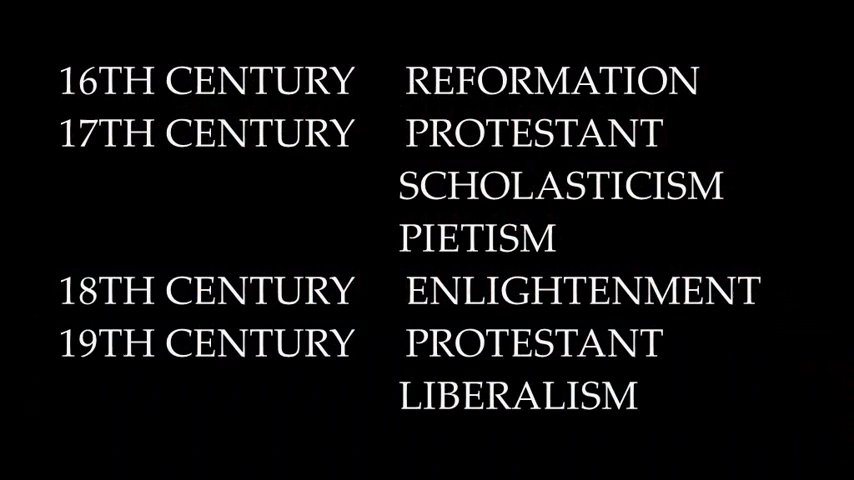 16TH CENTURY REFORMATION
17TH CENTURY PROTESTANT
SCHOLASTICISM
PIETISM
18TH CENTURY ENLIGHTENMENT
19TH CENTURY PROTESTANT
LIBERALISM